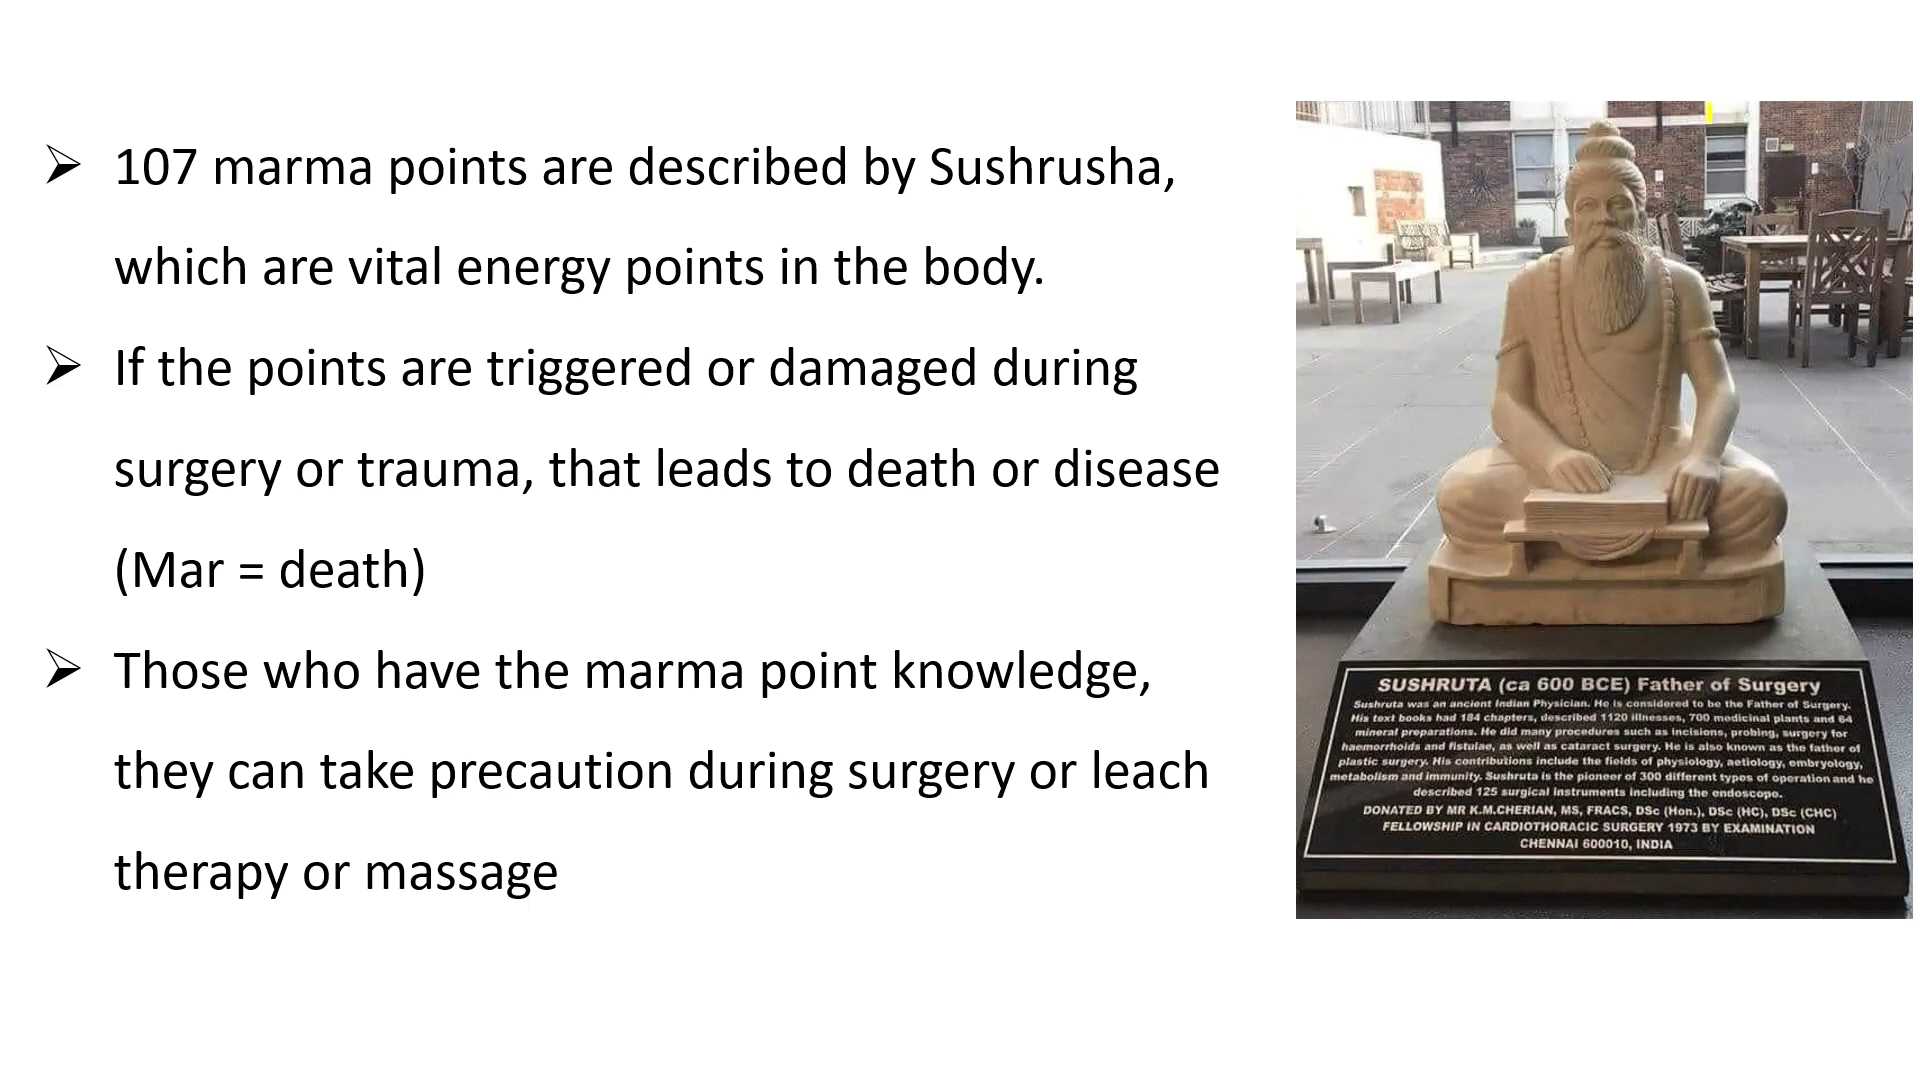 ➢ 107 marma points are described by Sushrusha,
which are vital energy points in the body.
➢ If the points are triggered or damaged during
surgery or trauma, that leads to death or disease
(Mar = death)
➢ Those who have the marma point knowledge,
they can take precaution during surgery or leach
therapy or massage
SUSHRUTA (ca 600 BCE) Father of Surgery
Sushruta was an ancient Indian Physician. He is considered to be the Father of Surgery.
His text books had 184 chapters, described 1120 illnesses, 700 medicinal plants and 64
mineral preparations. He did many procedures such as incisions, probing, surgery for
haemorrhoids and fistulae, as well as cataract surgery. He is also known as the father of
plastic surgery. His contributions include the fields of physiology, aetiology, embryology,
metabolism and immunity. Sushruta is the pioneer of 300 different types of operation and he
described 125 surgical instruments including the endoscope.
DONATED BY MR K.M.CHERIAN, MS, FRACS, DSc (Hon.), DSc (HC), DSc (CHC)
FELLOWSHIP IN CARDIOTHORACIC SURGERY 1973 BY EXAMINATION
CHENNAI 600010, INDIA